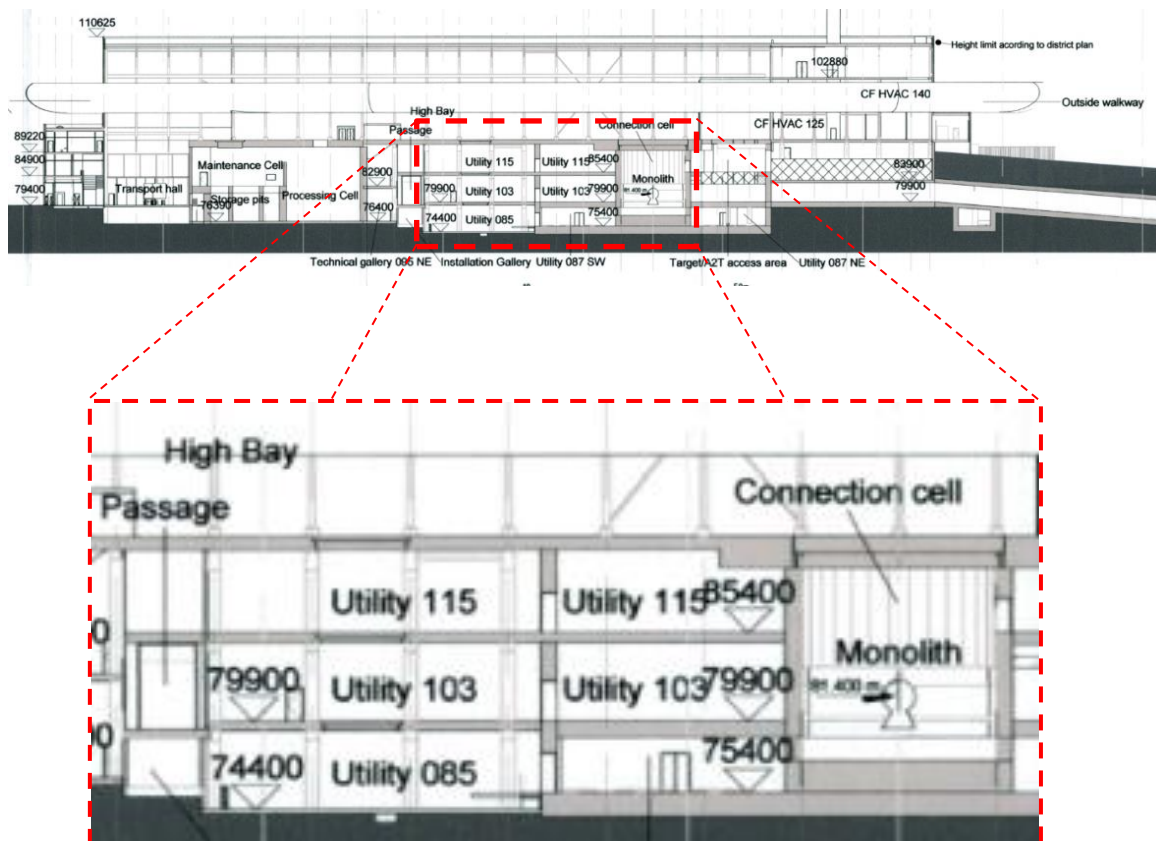 110625
Height limit acording to district plan
102880
CF HVAC 140
Outside walkway
High Bay
Passage
Connection cell
CF HVAC 125
89220
84900
79400
Maintenance Cell
Transport hall
Storage pits
Processing Cell
76390
82900
76400
Utility 115
Utility 115
85400
79900
Utility 103
Utility 103
79900
74400
Utility 085
75400
Monolith
83900
79900
Technical gallery 095 NE
Installation Gallery
Utility 087 SW
Target/A2T access area
Utility 087 NE
High Bay
Passage
Connection cell
Utility 115
Utility 115
85400
Monolith
79900
Utility 103
Utility 103
79900
91.400 m
74400
Utility 085
75400